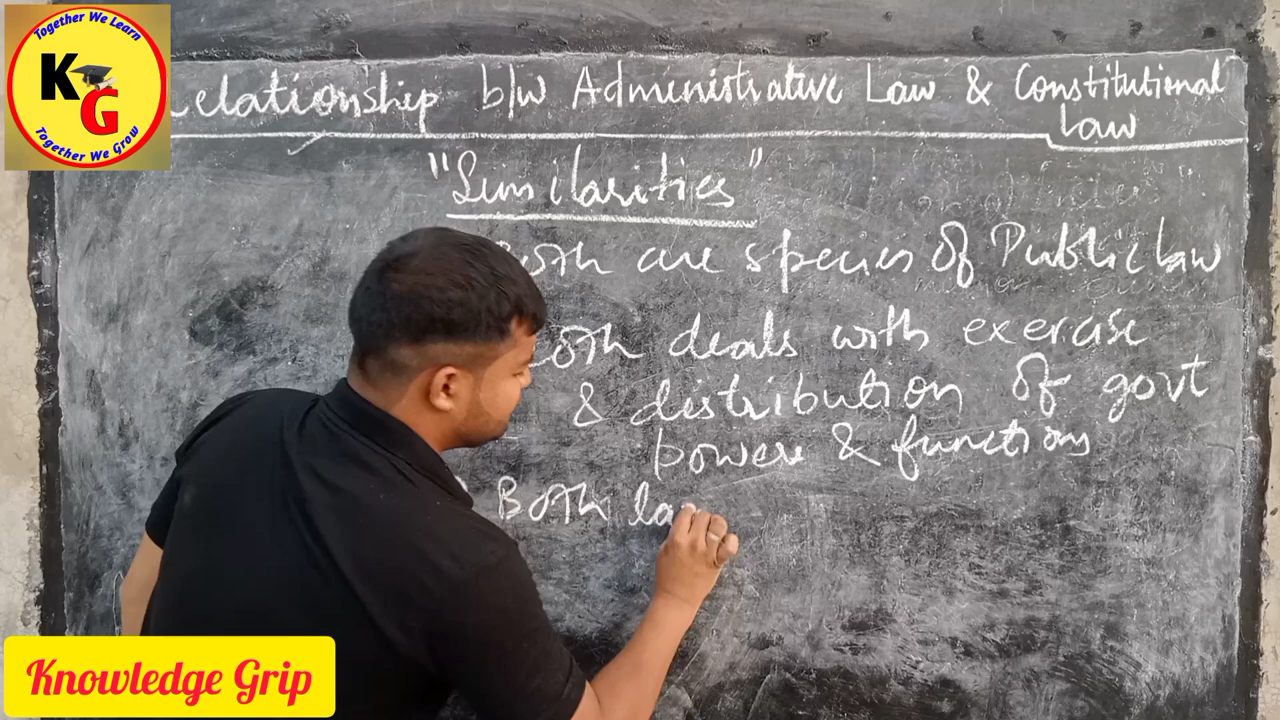 Together We Learn
KG
Together We Grow
elationship b/w Administrative Law & Constitutional
Law
"Similarities"
oth are species of Public law
oth deals with exercise
& distribution of govt
powers & functions
) Both la
Knowledge Grip